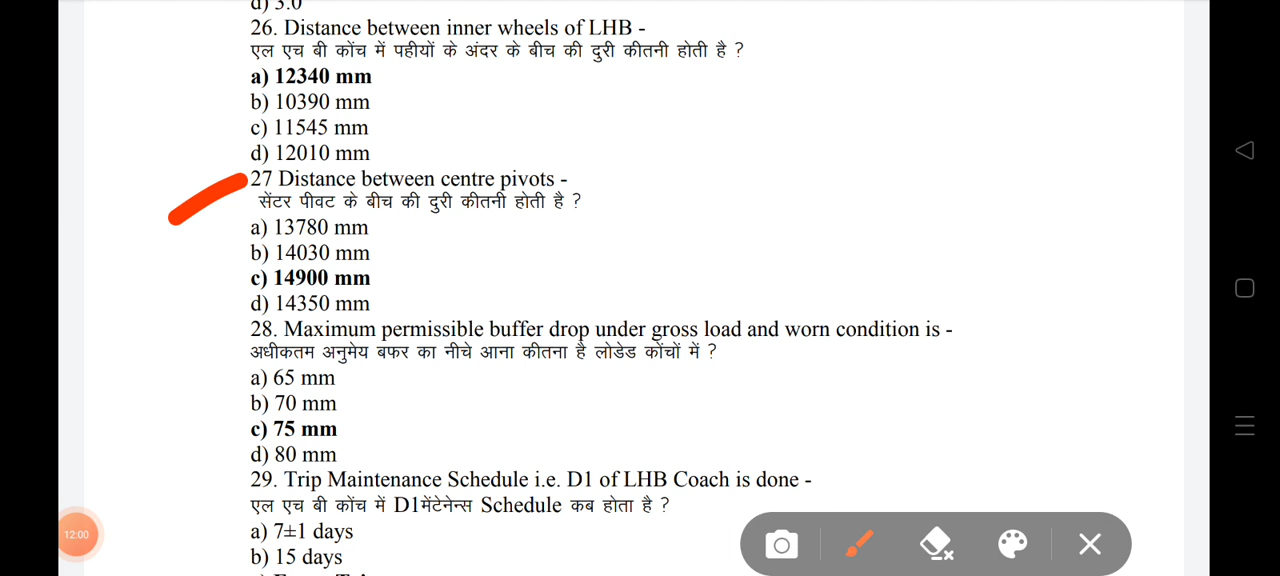 d) 3.0
26. Distance between inner wheels of LHB -
एल एच बी कोंच में पहीयों के अंदर के बीच की दुरी कीतनी होती है ?
a) 12340 mm
b) 10390 mm
c) 11545 mm
d) 12010 mm
27 Distance between centre pivots -
सेंटर पीवट के बीच की दुरी कीतनी होती है ?
a) 13780 mm
b) 14030 mm
c) 14900 mm
d) 14350 mm
28. Maximum permissible buffer drop under gross load and worn condition is -
अधीकतम अनुमेय बफर का नीचे आना कीतना है लोडेड कोंचों में ?
a) 65 mm
b) 70 mm
c) 75 mm
d) 80 mm
29. Trip Maintenance Schedule i.e. D1 of LHB Coach is done -
एल एच बी कोंच में D1मेंटेनेन्स Schedule कब होता है ?
a) 7±1 days
b) 15 days
12:00